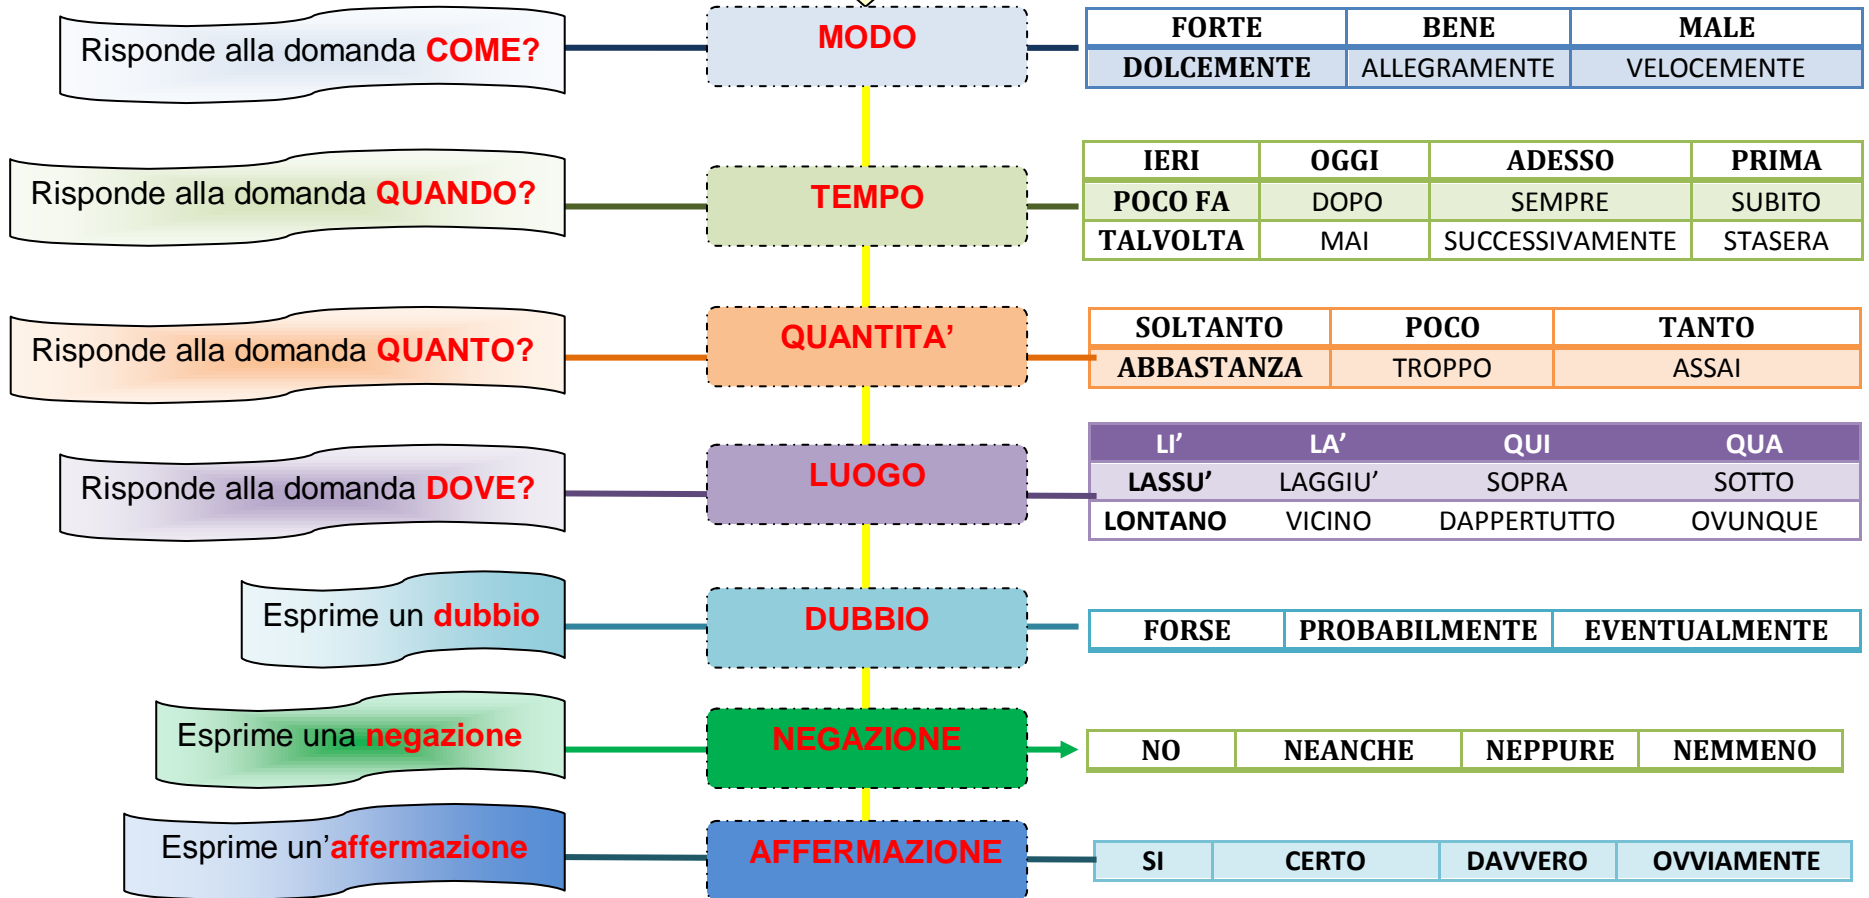 Risponde alla domanda COME?
MODO
FORTE BENE MALE
DOLCEMENTE ALLEGRAMENTE VELOCEMENTE
Risponde alla domanda QUANDO?
TEMPO
IERI OGGI ADESSO PRIMA
POCO FA DOPO SEMPRE SUBITO
TALVOLTA MAI SUCCESSIVAMENTE STASERA
Risponde alla domanda QUANTO?
QUANTITA’
SOLTANTO POCO TANTO
ABBASTANZA TROPPO ASSAI
Risponde alla domanda DOVE?
LUOGO
LI’ LA’ QUI QUA
LASSU’ LAGGIU’ SOPRA SOTTO
LONTANO VICINO DAPPERTUTTO OVUNQUE
Esprime un dubbio
DUBBIO
FORSE PROBABILMENTE EVENTUALMENTE
Esprime una negazione
NEGAZIONE
NO NEANCHE NEPPURE NEMMENO
Esprime un’affermazione
AFFERMAZIONE
SI CERTO DAVVERO OVVIAMENTE